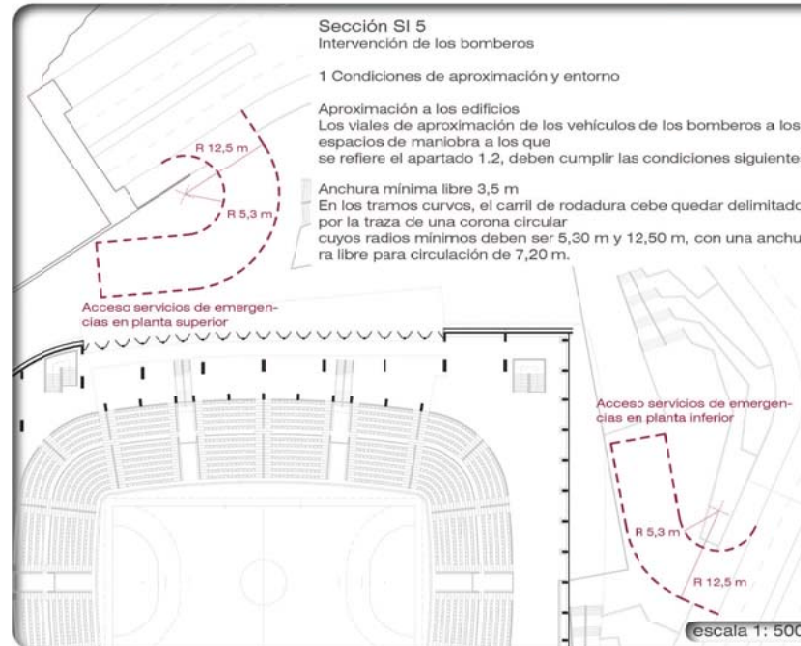 Sección SI 5
Intervención de los bomberos
1 Condiciones de aproximación y entorno
Aproximación a los edificios
Los viales de aproximación de los vehículos de los bomberos a los
espacios de maniobra a los que
se refiere el apartado 1.2, deben cumplir las condiciones siguiente
Anchura mínima libre 3,5 m
En los tramos curvos, el carril de rodadura debe quedar delimitado
por la traza de una corona circular
cuyos radios mínimos deben ser 5,30 m y 12,50 m, con una anchu
ra libre para circulación de 7,20 m.
R 12,5 m
R 5,3 m
Acceso servicios de emergen-
cias en planta superior
Acceso servicios de emergen-
cias en planta inferior
R 5,3 m
R 12,5 m
escala 1: 500